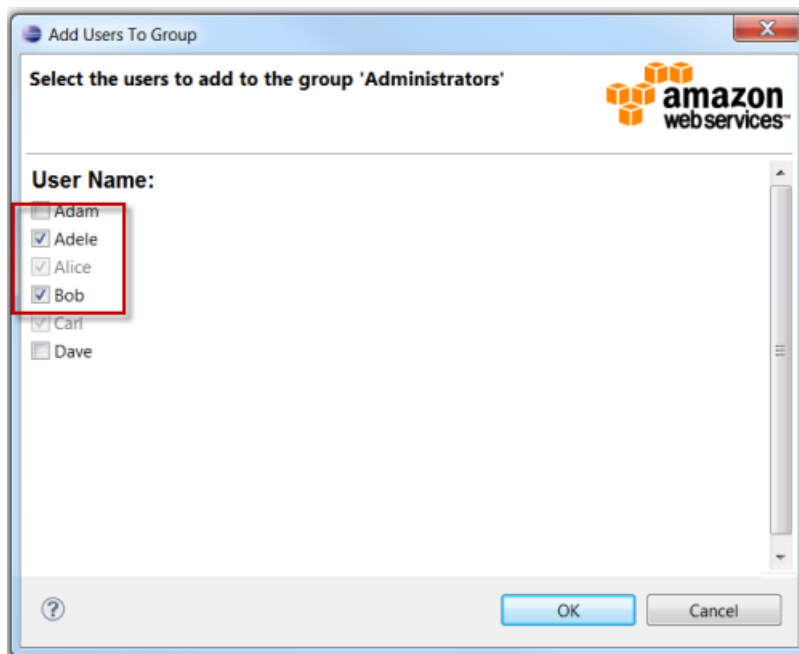 Add Users To Group
Select the users to add to the group 'Administrators'
amazon
webservices™
User Name:
Adam
Adele
Alice
Bob
Carl
Dave
?
OK
Cancel